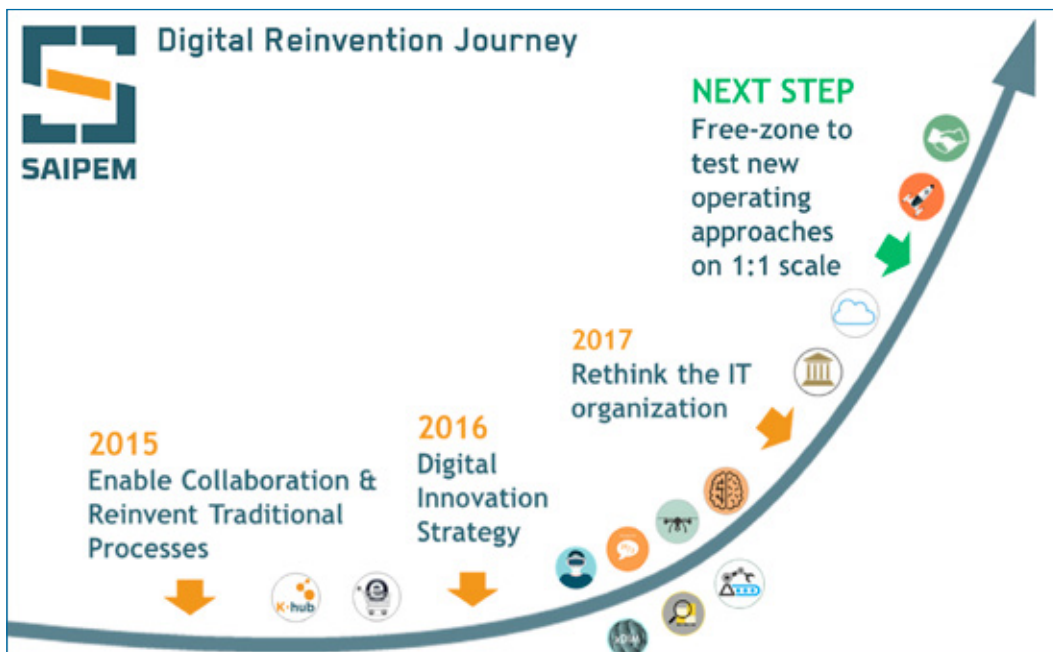 Digital Reinvention Journey
SAIPEM
NEXT STEP
Free-zone to
test new
operating
approaches
on 1:1 scale
2017
Rethink the IT
organization
2015
Enable Collaboration &
Reinvent Traditional
Processes
2016
Digital
Innovation
Strategy
K-hub
e
xDIM